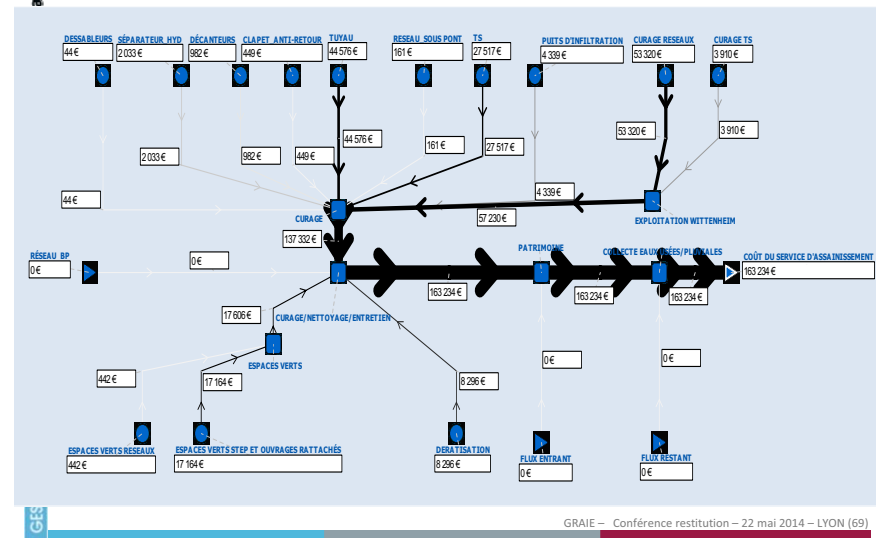 DESSABLEURS
44 €
SÉPARATEUR_HYD
2 033 €
DÉCANTEURS
982 €
CLAPET_ANTI-RETOUR
449 €
TUYAU
44 576 €
RESEAU_SOUS PONT
161 €
TS
27 517 €
PUITS D'INFILTRATION
4 339 €
CURAGE RESEAUX
53 320 €
CURAGE TS
3 910 €
44 €
2 033 €
982 €
449 €
44 576 €
161 €
27 517 €
4 339 €
53 320 €
3 910 €
CURAGE
57 230 €
EXPLOITATION WITTENHEIM
137 332 €
RÉSEAU BP
0 €
0 €
CURAGE/NETTOYAGE/ENTRETIEN
163 234 €
PATRIMOINE
163 234 €
COLLECTE EAUX USÉES/PLUVIALES
163 234 €
COÛT DU SERVICE D'ASSAINISSEMENT
163 234 €
17 606 €
ESPACES VERTS
442 €
17 164 €
8 296 €
0 €
0 €
ESPACES VERTS RESEAUX
442 €
ESPACES VERTS STEP ET OUVRAGES RATTACHÉS
17 164 €
DERATISATION
8 296 €
FLUX ENTRANT
0 €
FLUX RESTANT
0 €
GES
GRAIE – Conférence restitution – 22 mai 2014 – LYON (69)